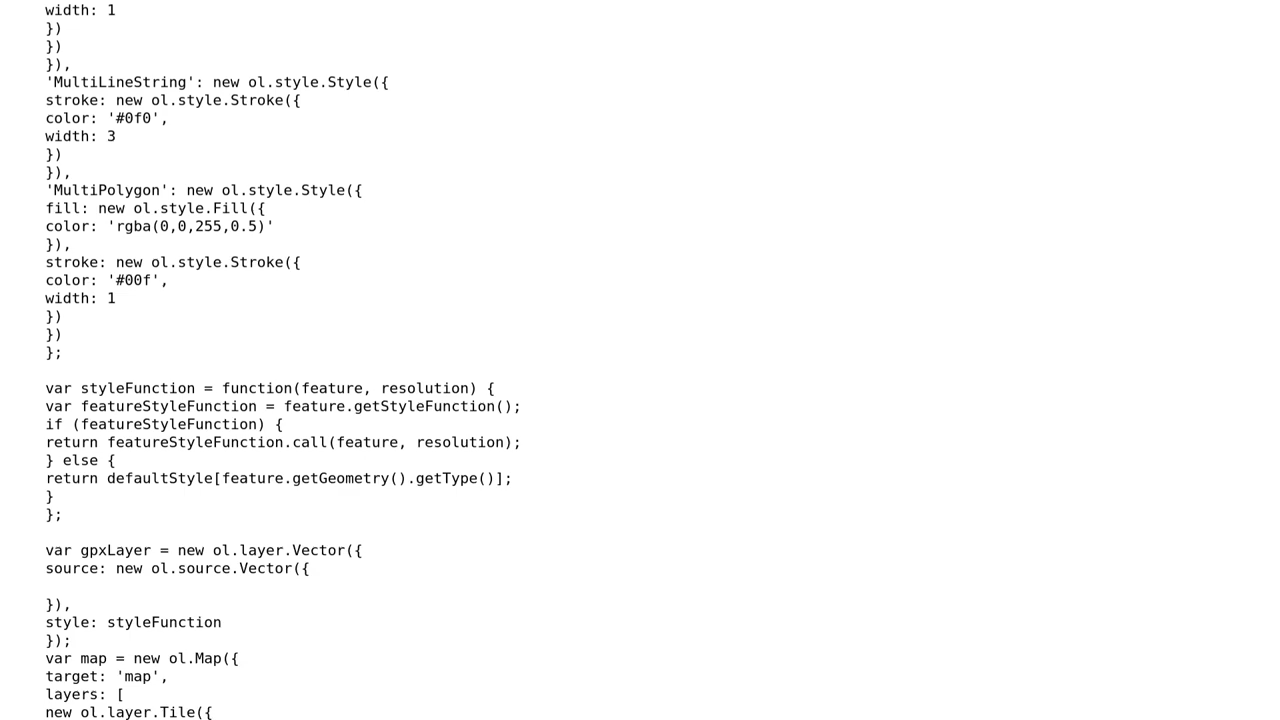 width: 1
})
})
}),
'MultiLineString': new ol.style.Style({
stroke: new ol.style.Stroke({
color: '#0f0',
width: 3
})
}),
'MultiPolygon': new ol.style.Style({
fill: new ol.style.Fill({
color: 'rgba(0,0,255,0.5)'
}),
stroke: new ol.style.Stroke({
color: '#00f',
width: 1
})
})
};

var styleFunction = function(feature, resolution) {
var featureStyleFunction = feature.getStyleFunction();
if (featureStyleFunction) {
return featureStyleFunction.call(feature, resolution);
} else {
return defaultStyle[feature.getGeometry().getType()];
}
};

var gpxLayer = new ol.layer.Vector({
source: new ol.source.Vector({

}),
style: styleFunction
});
var map = new ol.Map({
target: 'map',
layers: [
new ol.layer.Tile({